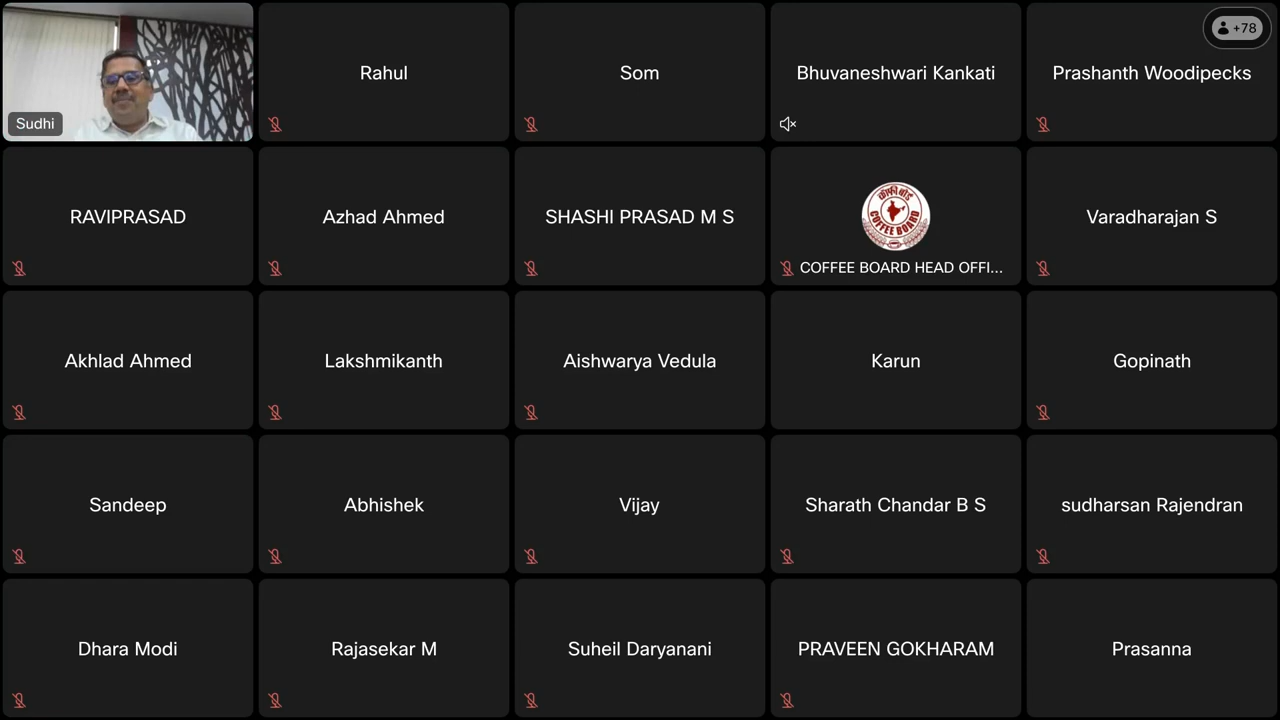 Sudhi
Rahul
Som
Bhuvaneshwari Kankati
Prashanth Woodipecks
+78
RAVIPRASAD
Azhad Ahmed
SHASHI PRASAD M S
कॉफी बोर्ड
COFFEE BOARD
COFFEE BOARD HEAD OFFI...
Varadharajan S
Akhlad Ahmed
Lakshmikanth
Aishwarya Vedula
Karun
Gopinath
Sandeep
Abhishek
Vijay
Sharath Chandar B S
sudharsan Rajendran
Dhara Modi
Rajasekar M
Suheil Daryanani
PRAVEEN GOKHARAM
Prasanna